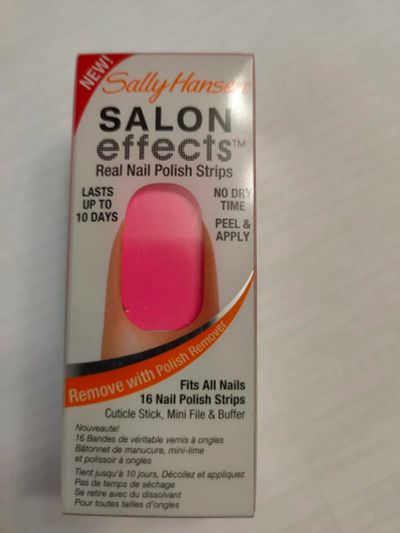 NEW!
Sally Hansen
SALON
effects™
Real Nail Polish Strips
LASTS
UP TO
10 DAYS
NO DRY
TIME
PEEL &
APPLY
Remove with Polish Remover
Fits All Nails
16 Nail Polish Strips
Cuticle Stick, Mini File & Buffer
Nouveauté!
16 Bandes de véritable vernis à ongles
Bâtonnet de manucure, mini-lime
et polissoir à ongles
Tient jusqu'à 10 jours, Décollez et appliquez
Pas de temps de séchage
Se retire avec du dissolvant
Pour toutes tailles d'ongles